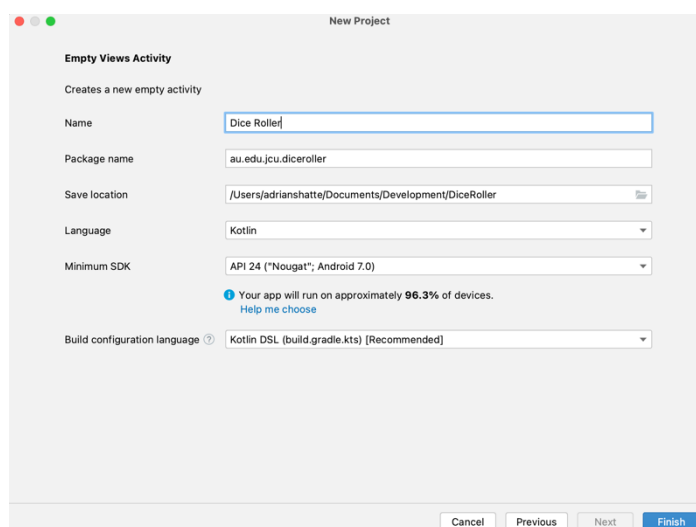 New Project
Empty Views Activity
Creates a new empty activity
Name
Dice Roller
Package name
au.edu.jcu.diceroller
Save location
/Users/adrianshatte/Documents/Development/DiceRoller
Language
Kotlin
Minimum SDK
API 24 ("Nougat"; Android 7.0)
Your app will run on approximately 96.3% of devices.
Help me choose
Build configuration language ?
Kotlin DSL (build.gradle.kts) [Recommended]
Cancel Previous Next Finish